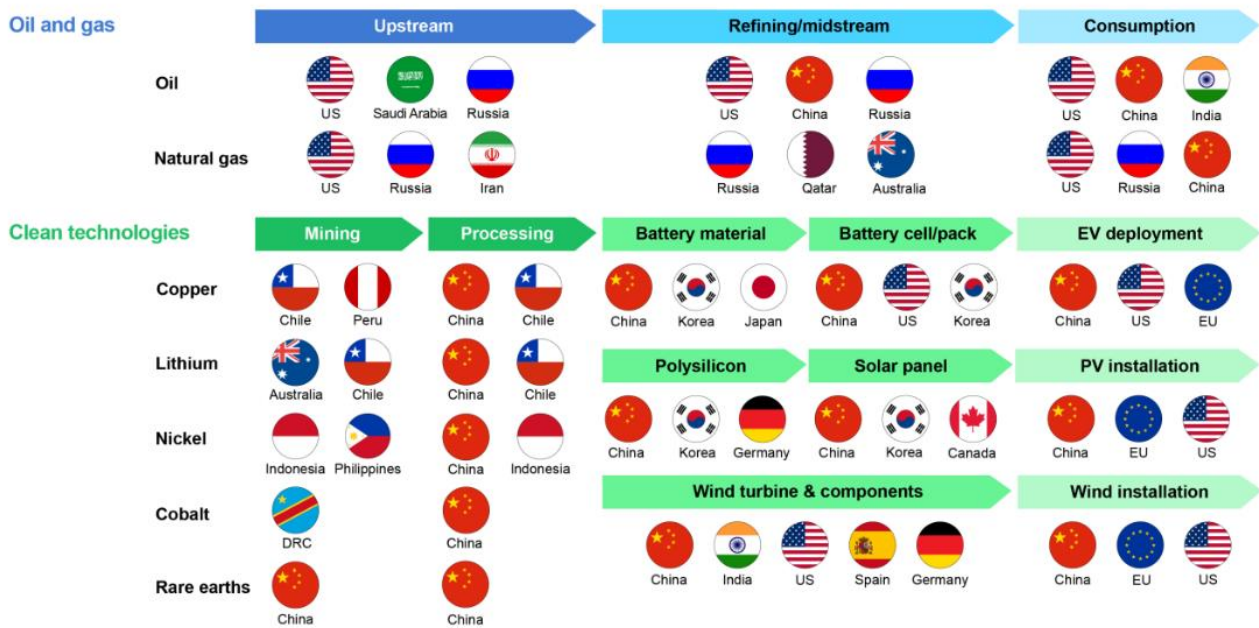 Oil and gas
Upstream
Refining/midstream
Consumption
Oil
US
Saudi Arabia
Russia
US
China
Russia
US
China
India
Natural gas
US
Russia
Iran
Russia
Qatar
Australia
US
Russia
China
Clean technologies
Mining
Processing
Battery material
Battery cell/pack
EV deployment
Copper
Chile
Peru
China
Chile
China
Korea
Japan
China
US
Korea
China
US
EU
Lithium
Australia
Chile
China
Chile
Polysilicon
Solar panel
PV installation
Nickel
Indonesia
Philippines
China
Indonesia
China
Korea
Germany
China
Korea
Canada
China
EU
US
Wind turbine & components
Wind installation
Cobalt
DRC
China
China
India
US
Spain
Germany
China
EU
US
Rare earths
China
China